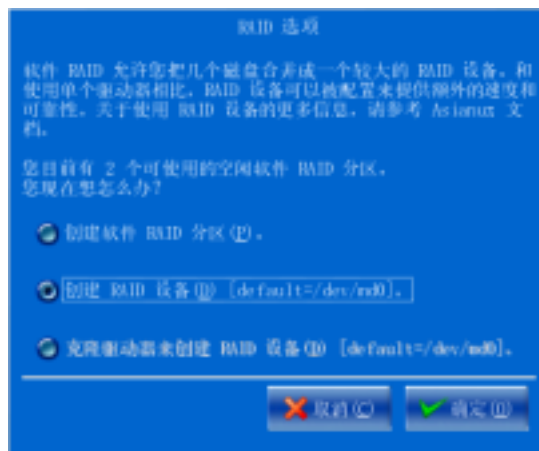 RAID 选项
软件 RAID 允许您把几个磁盘合并成一个较大的 RAID 设备。和
使用单个驱动器相比，RAID 设备可以被配置来提供额外的速度和
可靠性。关于使用 RAID 设备的更多信息，请参考 Asianux 文
档。
您目前有 2 个可使用的空闲软件 RAID 分区。
您现在想怎么办？
创建软件 RAID 分区(P)。
创建 RAID 设备(D) [default=/dev/md0]。
克隆驱动器来创建 RAID 设备(D) [default=/dev/md0]。
取消(C)
确定(O)